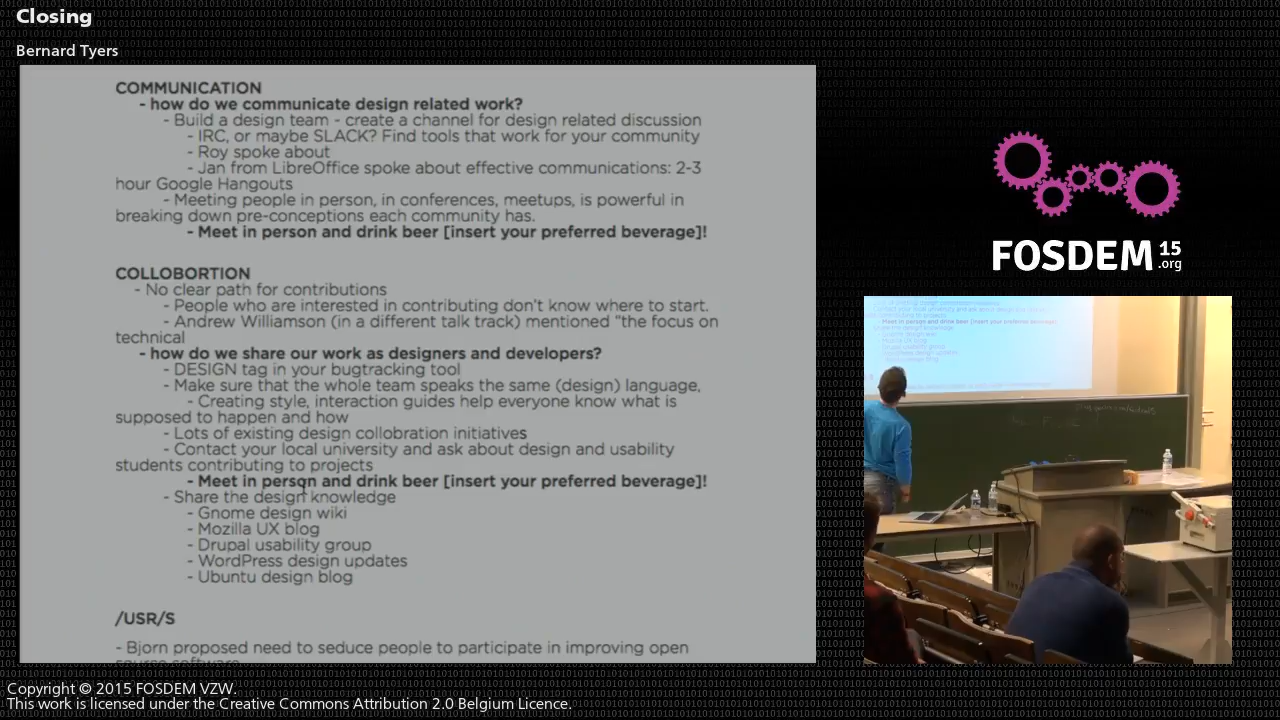 Closing
Bernard Tyers
COMMUNICATION
- how do we communicate design related work?
- Build a design team - create a channel for design related discussion
- IRC, or maybe SLACK? Find tools that work for your community
- Roy spoke about
- Jan from LibreOffice spoke about effective communications: 2-3
hour Google Hangouts
- Meeting people in person, in conferences, meetups, is powerful in
breaking down pre-conceptions each community has.
- Meet in person and drink beer [insert your preferred beverage]!
COLLOBORTION
- No clear path for contributions
- People who are interested in contributing don't know where to start.
- Andrew Williamson (in a different talk track) mentioned "the focus on
technical
- how do we share our work as designers and developers?
- DESIGN tag in your bugtracking tool
- Make sure that the whole team speaks the same (design) language,
- Creating style, interaction guides help everyone know what is
supposed to happen and how
- Lots of existing design collobration initiatives
- Contact your local university and ask about design and usability
students contributing to projects
- Meet in person and drink beer [insert your preferred beverage]!
- Share the design knowledge
- Gnome design wiki
- Mozilla UX blog
- Drupal usability group
- WordPress design updates
- Ubuntu design blog
/USR/S
- Bjorn proposed need to seduce people to participate in improving open
source software
FOSDEM 15
.org
Copyright © 2015 FOSDEM VZW.
This work is licensed under the Creative Commons Attribution 2.0 Belgium Licence.